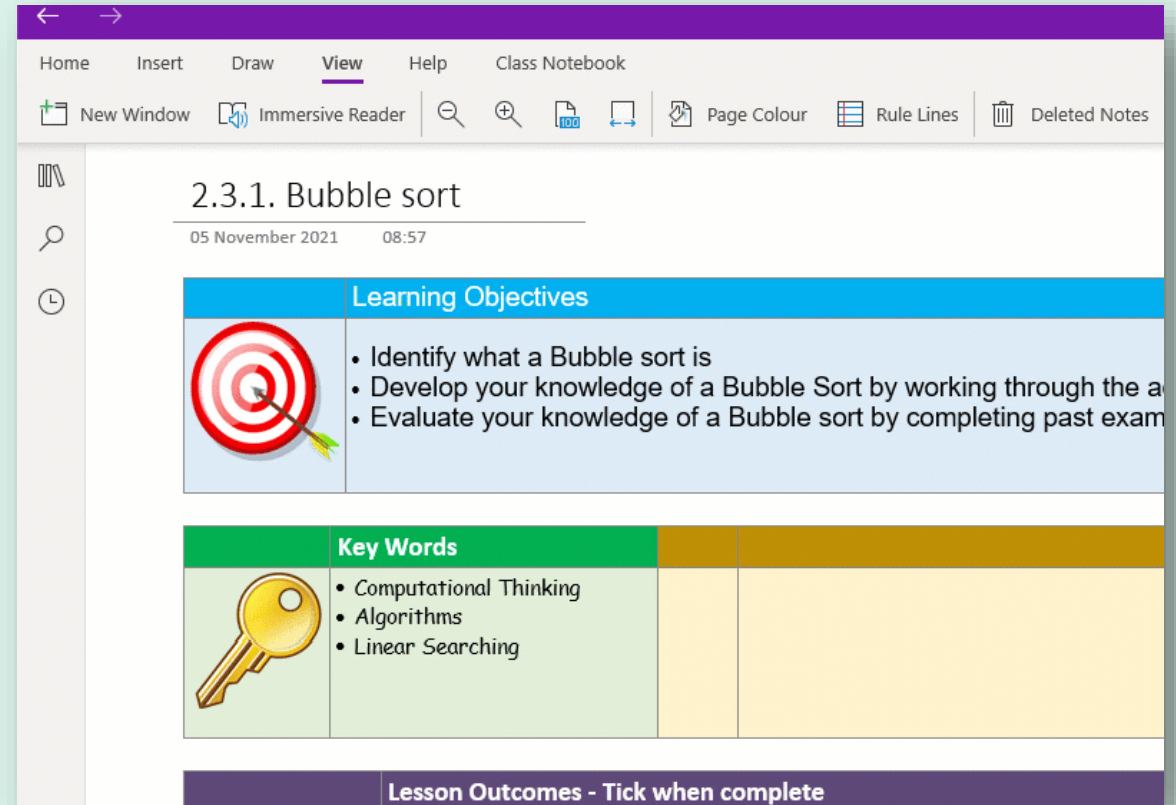 Home Insert Draw View Help Class Notebook
New Window Immersive Reader 100 Page Colour Rule Lines Deleted Notes
2.3.1. Bubble sort
05 November 2021 08:57
Learning Objectives
• Identify what a Bubble sort is
• Develop your knowledge of a Bubble Sort by working through the
• Evaluate your knowledge of a Bubble sort by completing past exam
Key Words
• Computational Thinking
• Algorithms
• Linear Searching
Lesson Outcomes - Tick when complete